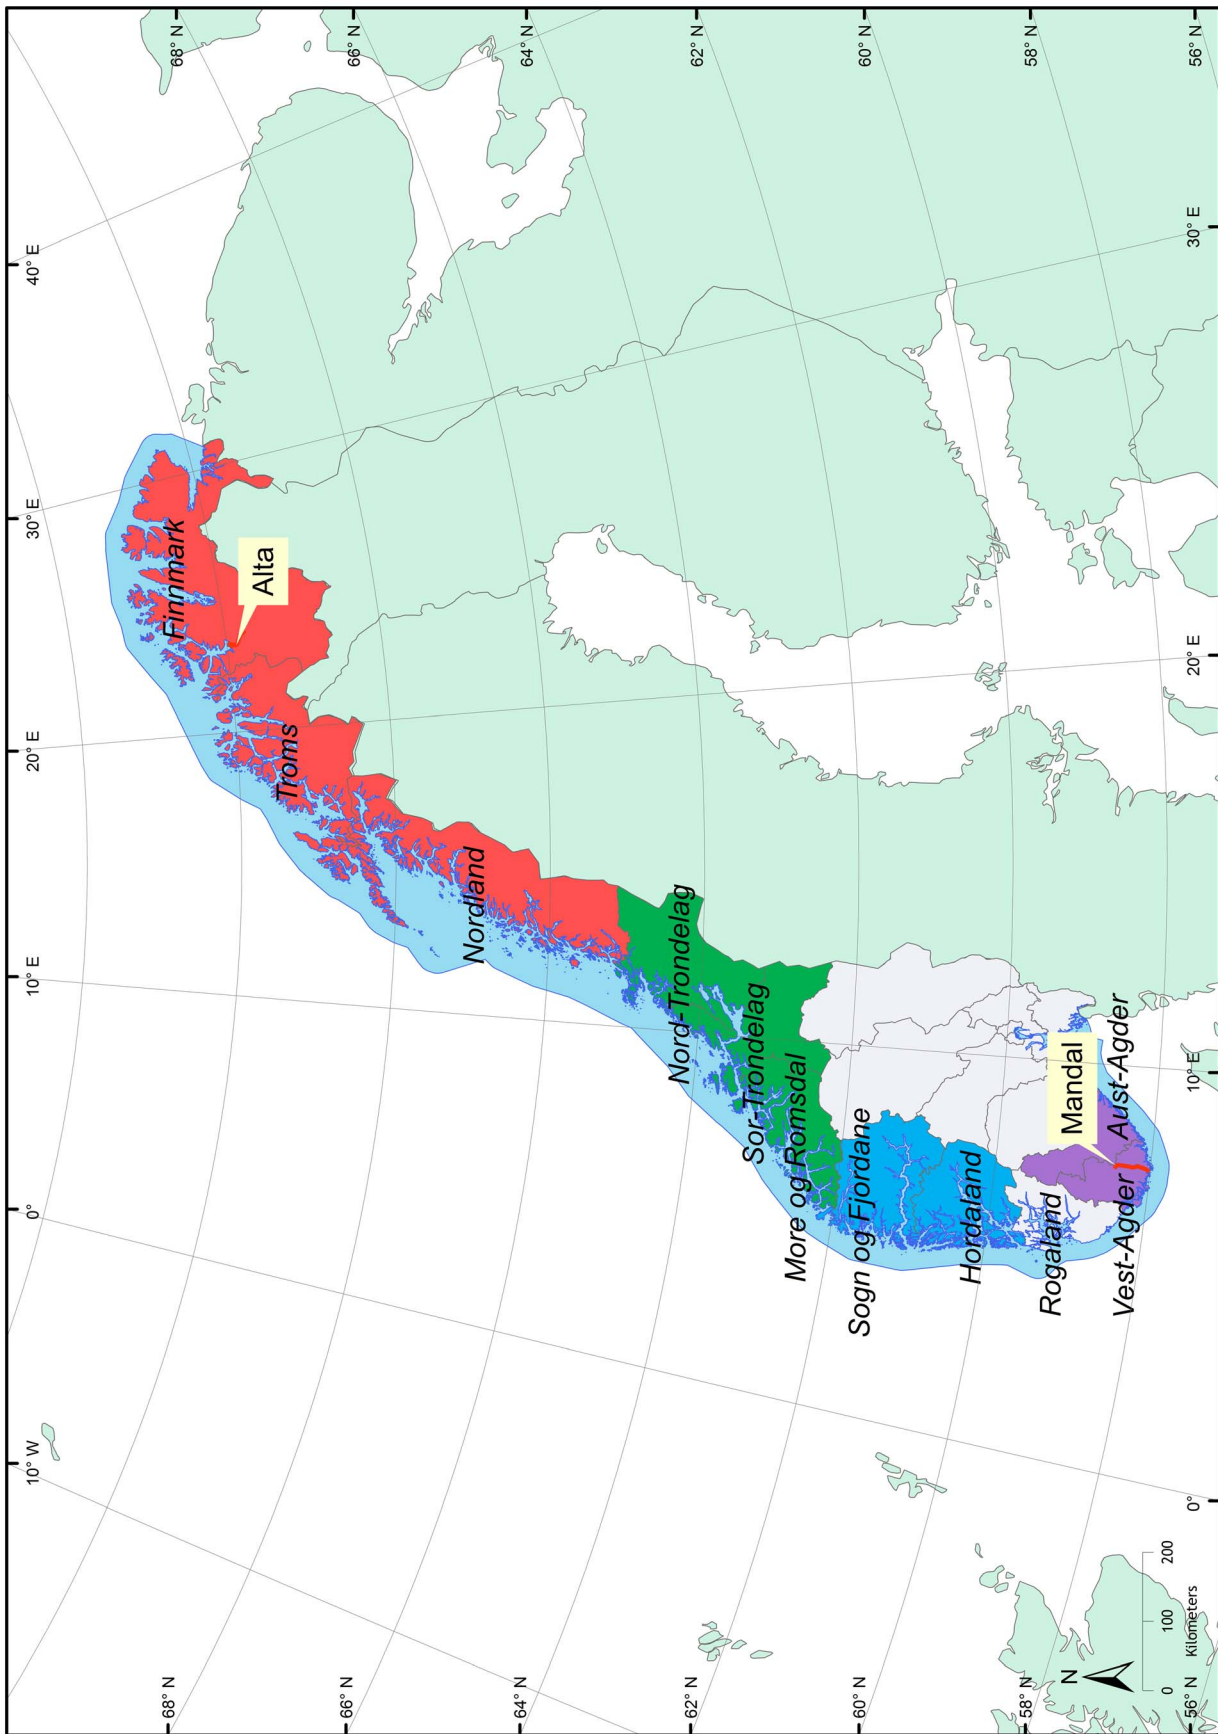 10° W
0°
10° E
20° E
30° E
40° E
68° N
68° N
Finnmark
Alta
Troms
66° N
66° N
Nordland
64° N
64° N
Nord-Trondelag
62° N
62° N
Sor-Trondelag
More og Romsdal
Sogn og Fjordane
60° N
60° N
Hordaland
58° N
58° N
Rogaland
Mandal
N
Vest-Agder
Aust-Agder
0
100
200
Kilometers
56° N
56° N
0°
10° E
20° E
30° E